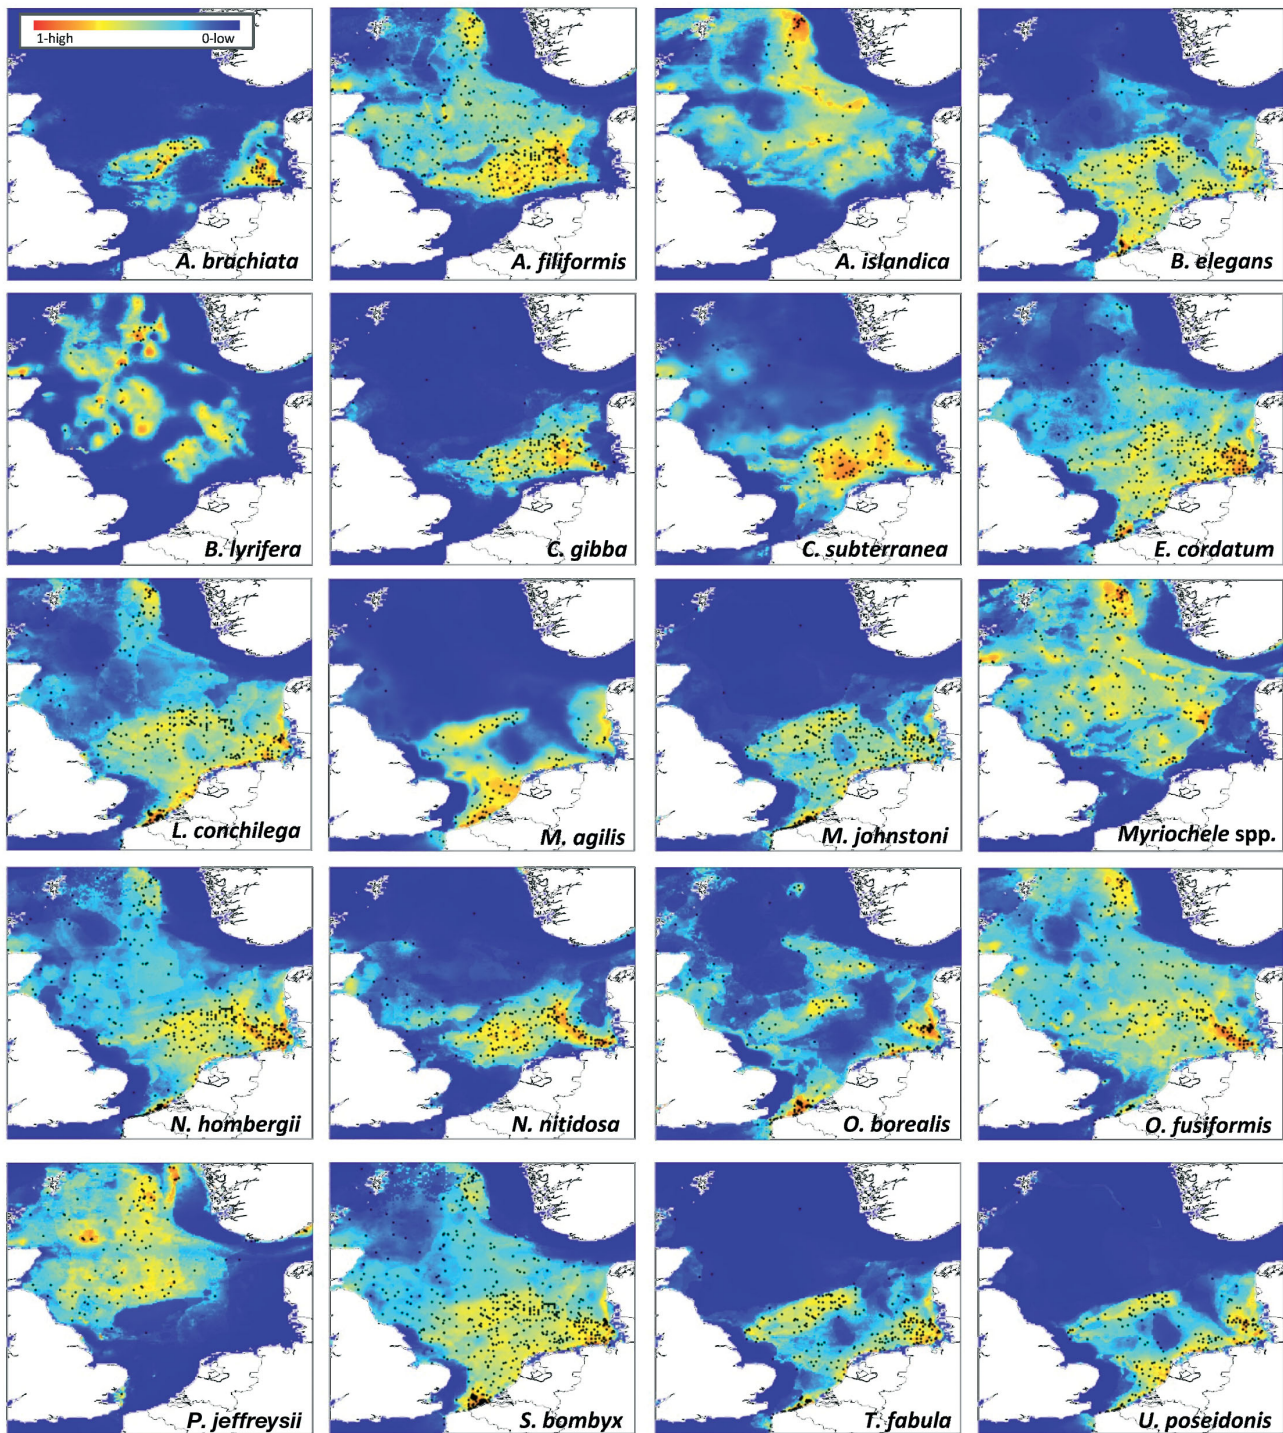 1-high 0-low
A. brachiata
A. filiformis
A. islandica
B. elegans
B. lyrifera
C. gibba
C. subterranea
E. cordatum
L. conchilega
M. agilis
M. johnstoni
Myriochele spp.
N. hombergii
N. nitidosa
O. borealis
O. fusiformis
P. jeffreysii
S. bombyx
T. fabula
U. poseidonis